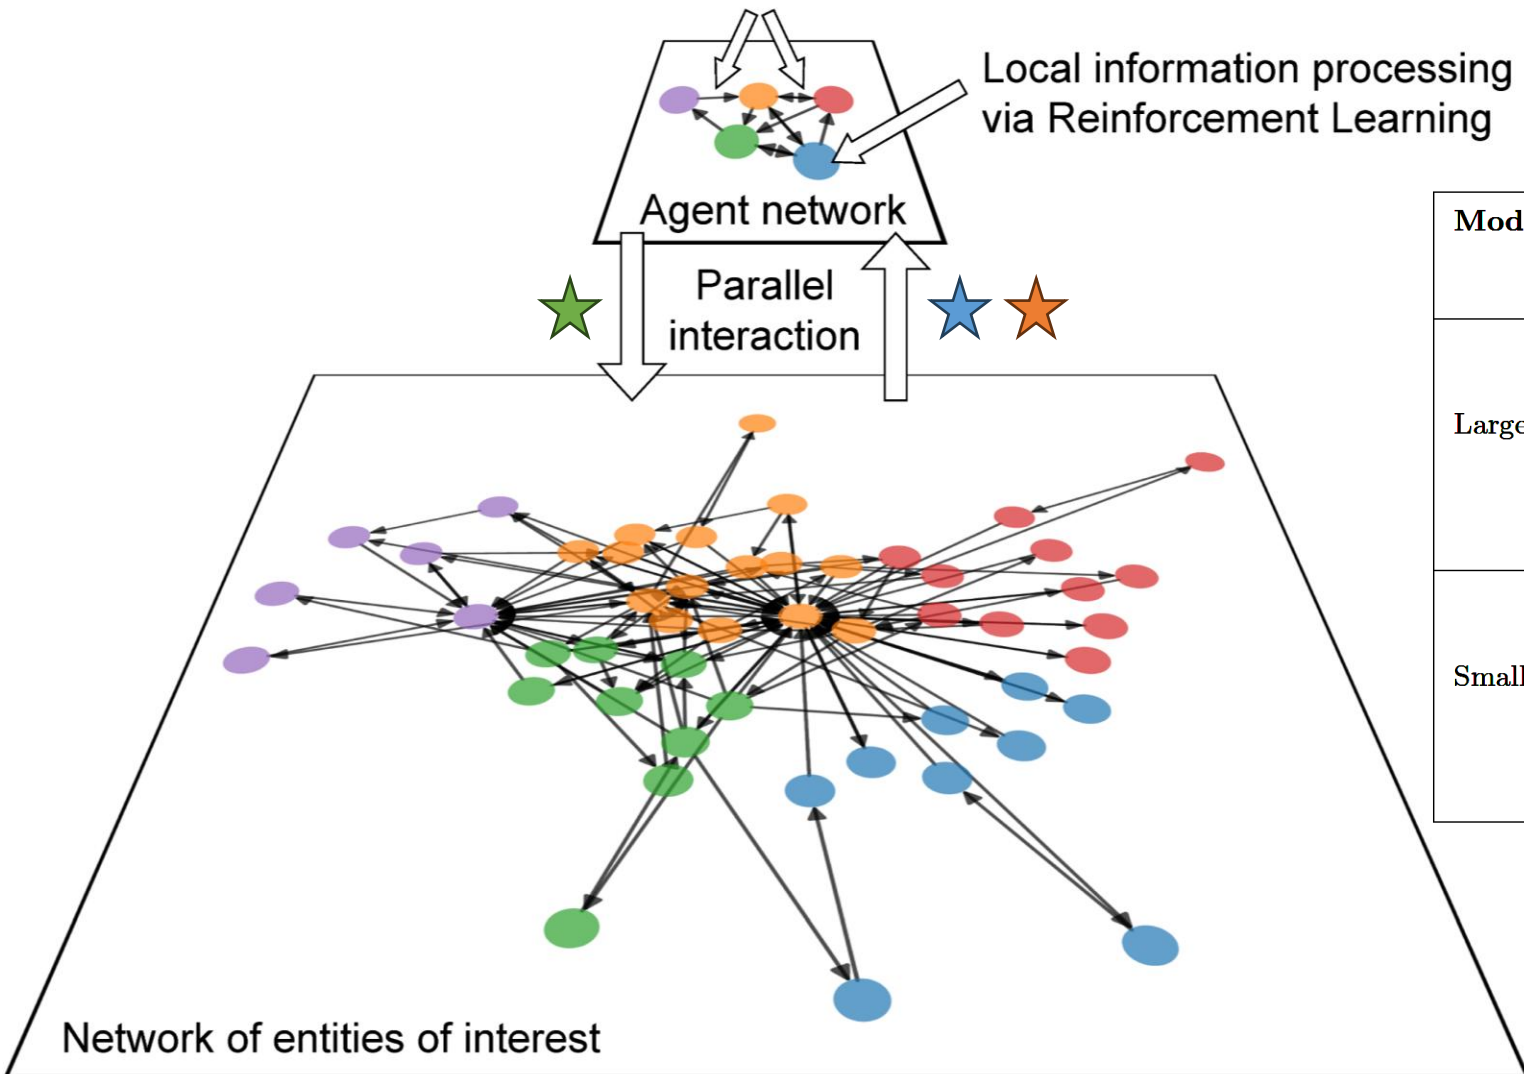 Local information processing
via Reinforcement Learning
Agent network
Parallel
interaction
Network of entities of interest